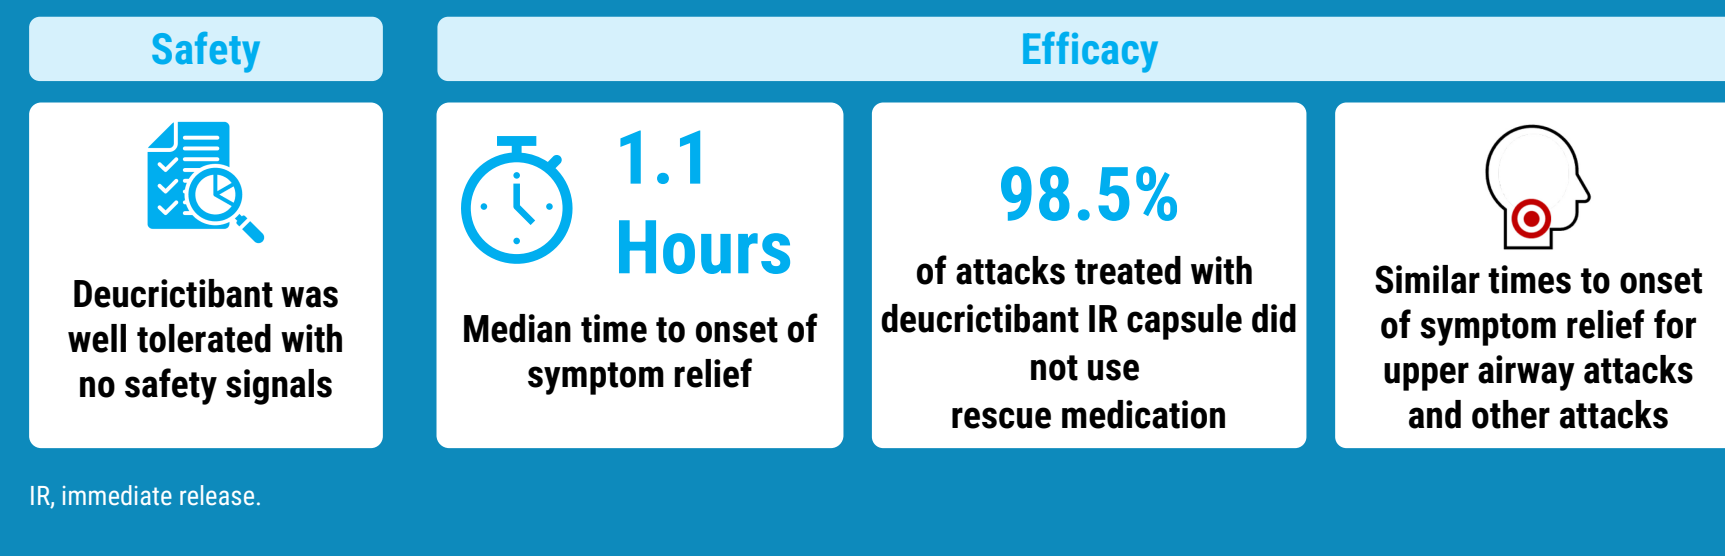 Safety
Efficacy
Deucrictibant was
well tolerated with
no safety signals
1.1
Hours
Median time to onset of
symptom relief
98.5%
of attacks treated with
deucrictibant IR capsule did
not use
rescue medication
Similar times to onset
of symptom relief for
upper airway attacks
and other attacks
IR, immediate release.